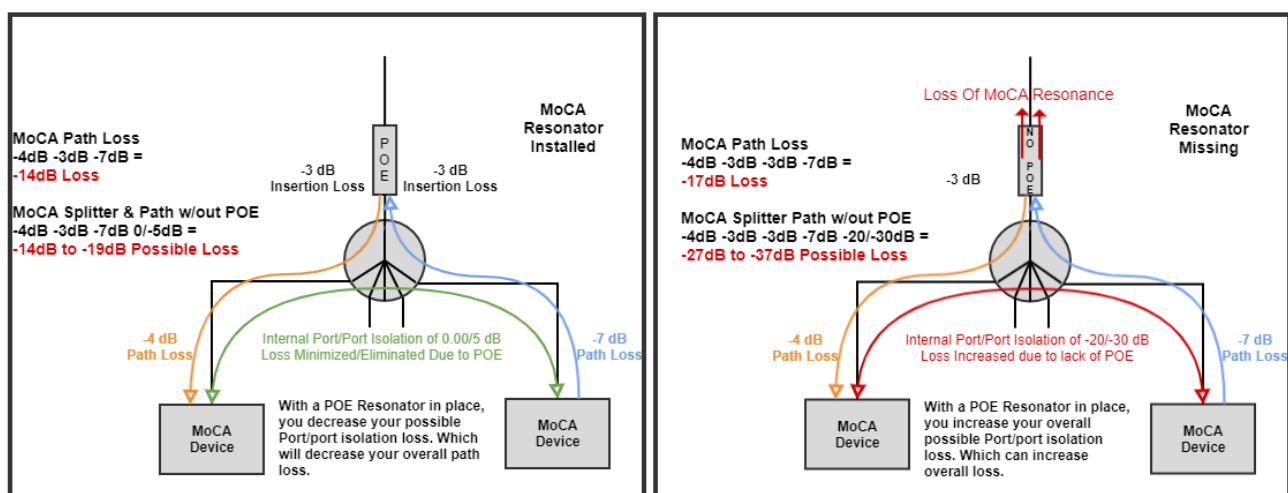 MoCA
Resonator
Installed
MoCA Path Loss
-4dB -3dB -7dB =
-14dB Loss
MoCA Splitter & Path w/out POE
-4dB -3dB -7dB 0/-5dB =
-14dB to -19dB Possible Loss
POE
-3 dB
Insertion Loss
-3 dB
Insertion Loss
-4 dB
Path Loss
Internal Port/Port Isolation of 0.00/5 dB
Loss Minimized/Eliminated Due to POE
-7 dB
Path Loss
MoCA
Device
With a POE Resonator in place,
you decrease your possible
Port/port isolation loss. Which
will decrease your overall path
loss.
MoCA
Device
Loss Of MoCA Resonance
MoCA
Resonator
Missing
MoCA Path Loss
-4dB -3dB -3dB -7dB =
-17dB Loss
MoCA Splitter Path w/out POE
-4dB -3dB -3dB -7dB -20/-30dB =
-27dB to -37dB Possible Loss
NO POE
-3 dB
-4 dB
Path Loss
Internal Port/Port Isolation of -20/-30 dB
Loss Increased due to lack of POE
-7 dB
Path Loss
MoCA
Device
With a POE Resonator in place,
you increase your overall
possible Port/port isolation
loss. Which can increase
overall loss.
MoCA
Device